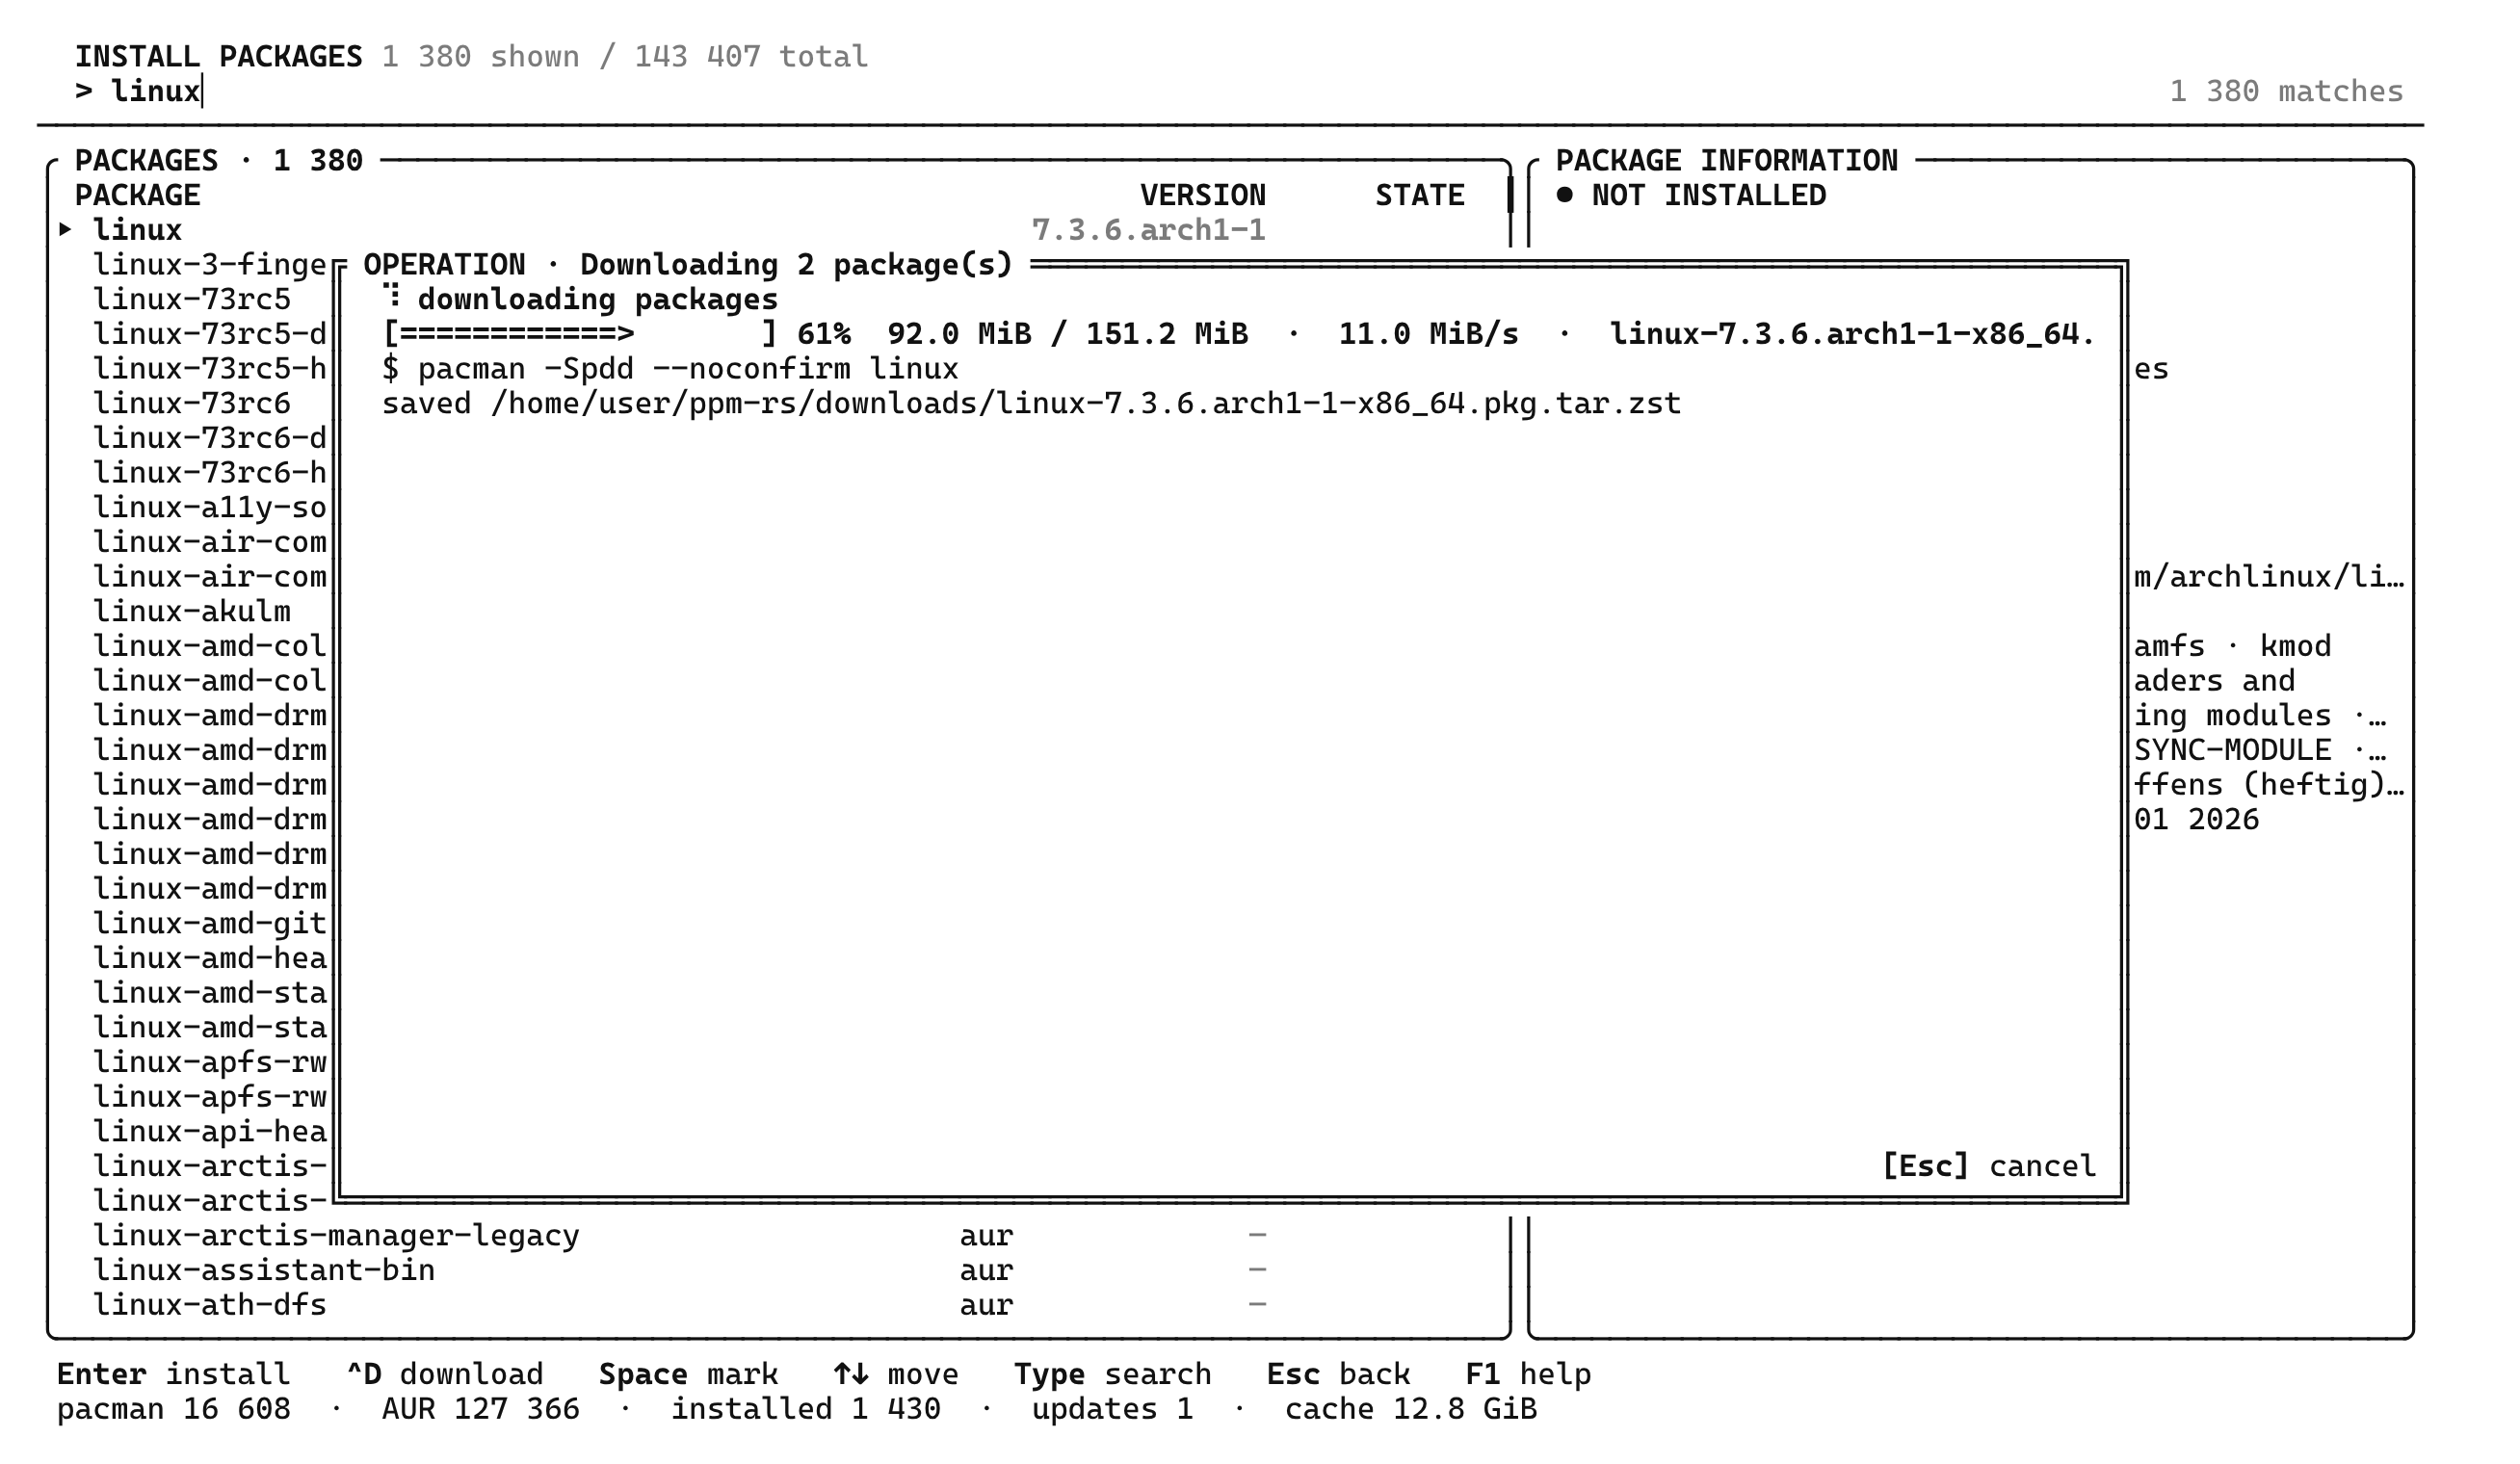 INSTALL PACKAGES 1 380 shown / 143 407 total
> linux
1 380 matches
PACKAGES · 1 380
PACKAGE VERSION STATE
▸ linux 7.3.6.arch1-1
linux-3-finge
linux-73rc5
linux-73rc5-d
linux-73rc5-h
linux-73rc6
linux-73rc6-d
linux-73rc6-h
linux-a11y-so
linux-air-com
linux-air-com
linux-akulm
linux-amd-col
linux-amd-col
linux-amd-drm
linux-amd-drm
linux-amd-drm
linux-amd-drm
linux-amd-drm
linux-amd-drm
linux-amd-git
linux-amd-hea
linux-amd-sta
linux-amd-sta
linux-apfs-rw
linux-apfs-rw
linux-api-hea
linux-arctis-
linux-arctis-
linux-arctis-manager-legacy aur —
linux-assistant-bin aur —
linux-ath-dfs aur —
OPERATION · Downloading 2 package(s)
⠹ downloading packages
[============>       ] 61%  92.0 MiB / 151.2 MiB  ·  11.0 MiB/s  ·  linux-7.3.6.arch1-1-x86_64.
$ pacman -Spdd --noconfirm linux
saved /home/user/ppm-rs/downloads/linux-7.3.6.arch1-1-x86_64.pkg.tar.zst
[Esc] cancel
PACKAGE INFORMATION
● NOT INSTALLED
es
m/archlinux/li…
amfs · kmod
aders and
ing modules ·…
SYNC-MODULE ·…
ffens (heftig)…
01 2026
Enter install   ^D download   Space mark   ↑↓ move   Type search   Esc back   F1 help
pacman 16 608  ·  AUR 127 366  ·  installed 1 430  ·  updates 1  ·  cache 12.8 GiB